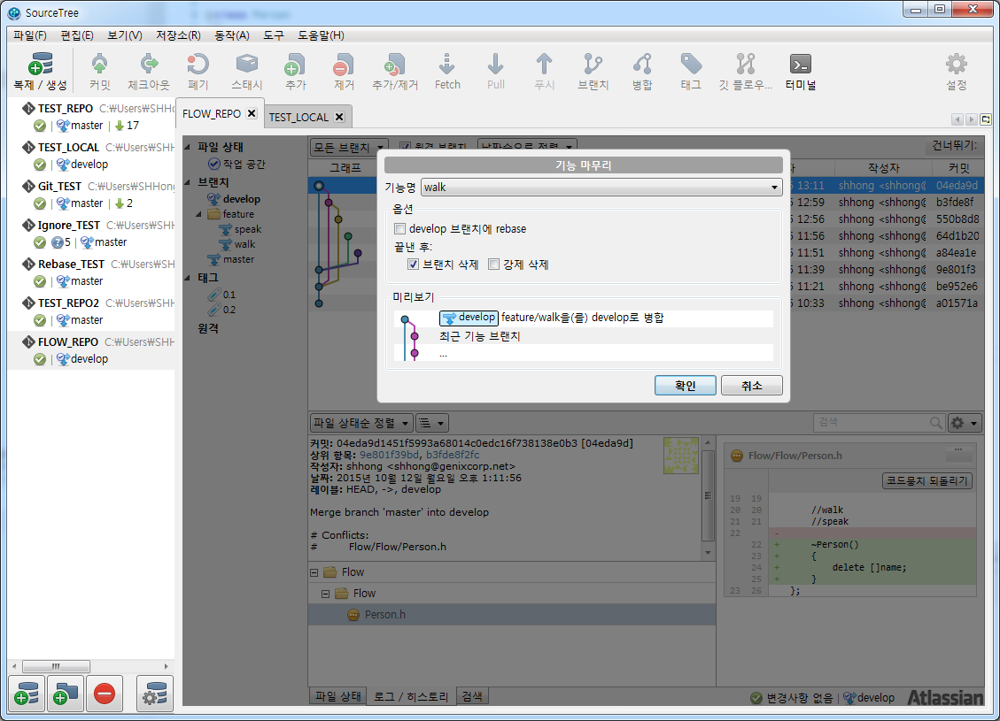 SourceTree
파일(F) 편집(E) 보기(V) 저장소(R) 동작(A) 도구 도움말(H)
복제 / 생성 커밋 체크아웃 폐기 스태시 추가 제거 추가/제거 Fetch Pull 푸시 브랜치 병합 태그 깃 플로우... 터미널 설정
TEST_REPO C:₩Users₩SHHo
master 17
TEST_LOCAL C:₩Users₩SHH
develop
Git_TEST C:₩Users₩SHHong
master 2
Ignore_TEST C:₩Users₩SHH
5 master
Rebase_TEST C:₩Users₩SH
master
TEST_REPO2 C:₩Users₩SHH
master
FLOW_REPO C:₩Users₩SHH
develop
FLOW_REPO TEST_LOCAL
파일 상태
작업 공간
브랜치
develop
feature
speak
walk
master
태그
0.1
0.2
원격
모든 브랜치 원격 브랜치 날짜순으로 정렬 건너뛰기:
그래프 작성자 커밋
13:11 shhong <shhong@ 04eda9d
12:59 shhong <shhong@ b3fde8f
12:56 shhong <shhong@ 550b8d8
11:56 shhong <shhong@ 64d1b20
11:51 shhong <shhong@ a84ea1e
11:39 shhong <shhong@ 9e801f3
11:21 shhong <shhong@ be952e6
10:33 shhong <shhong@ a01571a
기능 마무리
기능명 walk
옵션
develop 브랜치에 rebase
끝낸 후:
브랜치 삭제 강제 삭제
미리보기
develop feature/walk을(를) develop로 병합
최근 기능 브랜치
...
확인 취소
파일 상태순 정렬 검색
커밋: 04eda9d1451f5993a68014c0edc16f738138e0b3 [04eda9d]
상위 항목: 9e801f39bd, b3fde8f2fc
작성자: shhong <shhong@genixcorp.net>
날짜: 2015년 10월 12일 월요일 오후 1:11:56
레이블: HEAD, ->, develop
Merge branch 'master' into develop
# Conflicts:
# Flow/Flow/Person.h
Flow
Flow
Person.h
Flow/Flow/Person.h
...
코드뭉치 되돌리기
19 19
20 20 //walk
21 21 //speak
22 -
22 + ~Person()
23 + {
24 + delete []name;
25 + }
23 26 };
파일 상태 로그 / 히스토리 검색
변경사항 없음 develop Atlassian